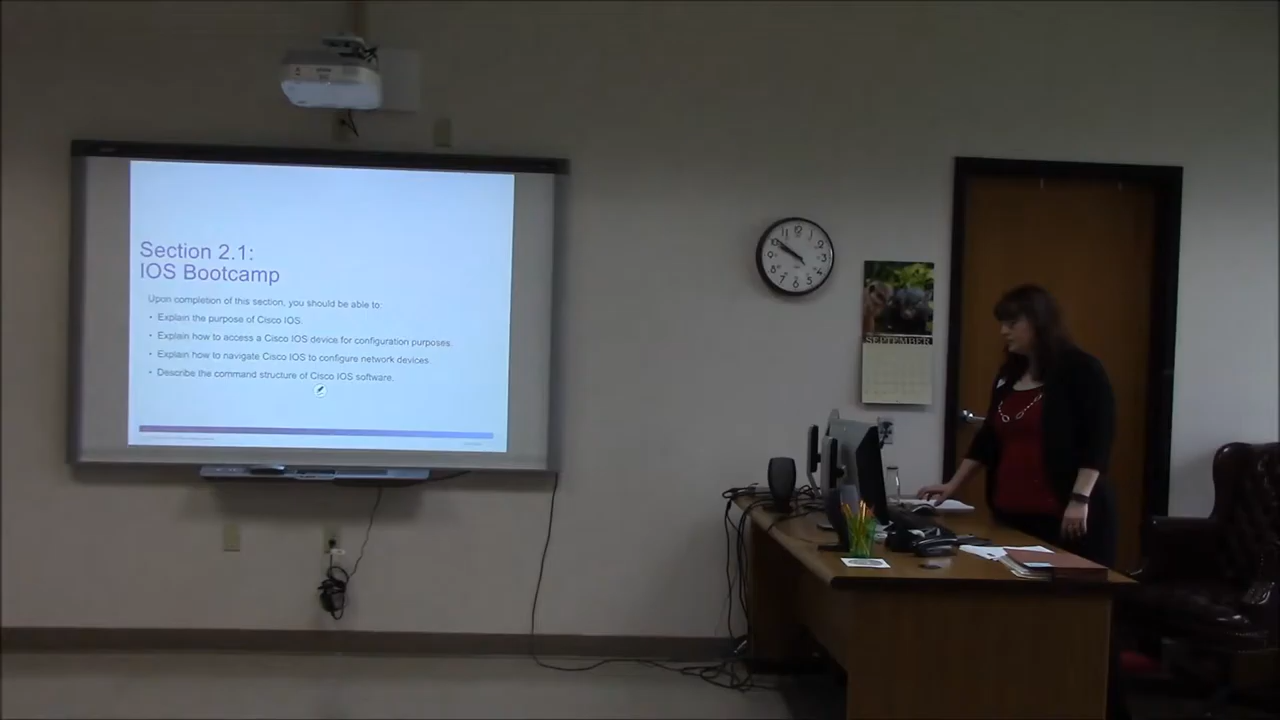 Section 2.1:
IOS Bootcamp
Upon completion of this section, you should be able to:
• Explain the purpose of Cisco IOS.
• Explain how to access a Cisco IOS device for configuration purposes.
• Explain how to navigate Cisco IOS to configure network devices.
• Describe the command structure of Cisco IOS software.
SEPTEMBER